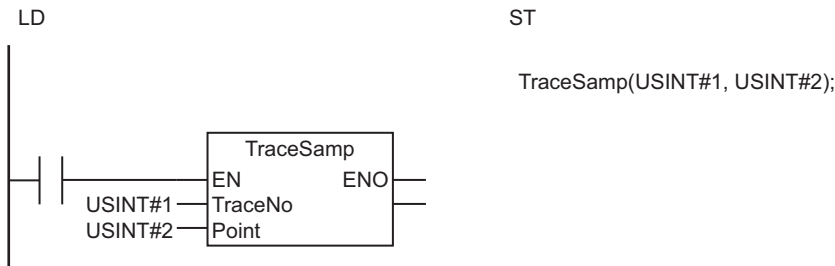 LD
ST
TraceSamp(USINT#1, USINT#2);
TraceSamp
EN ENO
USINT#1 TraceNo
USINT#2 Point